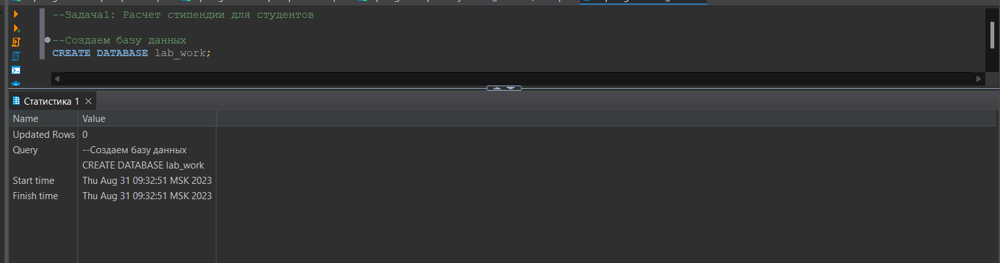 --Задача1: Расчет стипендии для студентов
--Создаем базу данных
CREATE DATABASE lab_work;
Статистика 1
Name Value
Updated Rows 0
Query --Создаем базу данных
CREATE DATABASE lab_work
Start time Thu Aug 31 09:32:51 MSK 2023
Finish time Thu Aug 31 09:32:51 MSK 2023